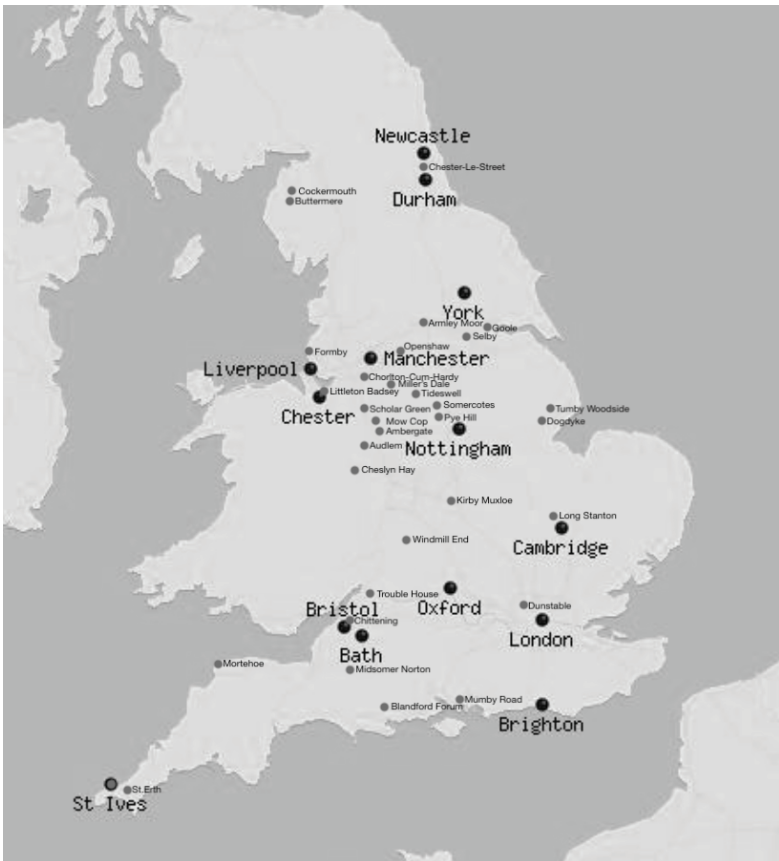 Newcastle
Chester-Le-Street
Cockermouth
Durham
Buttermere
York
Armley Moor
Goole
Selby
Openshaw
Formby
Manchester
Liverpool
Chorlton-Cum-Hardy
Miller's Dale
Littleton Badsey
Tideswell
Somercotes
Scholar Green
Tumby Woodside
Chester
Pye Hill
Mow Cop
Dogdyke
Ambergate
Audlem
Nottingham
Cheslyn Hay
Kirby Muxloe
Long Stanton
Windmill End
Cambridge
Trouble House
Bristol
Oxford
Dunstable
Chittening
London
Bath
Mortehoe
Midsomer Norton
Mumby Road
Blandford Forum
Brighton
St.Erth
St Ives